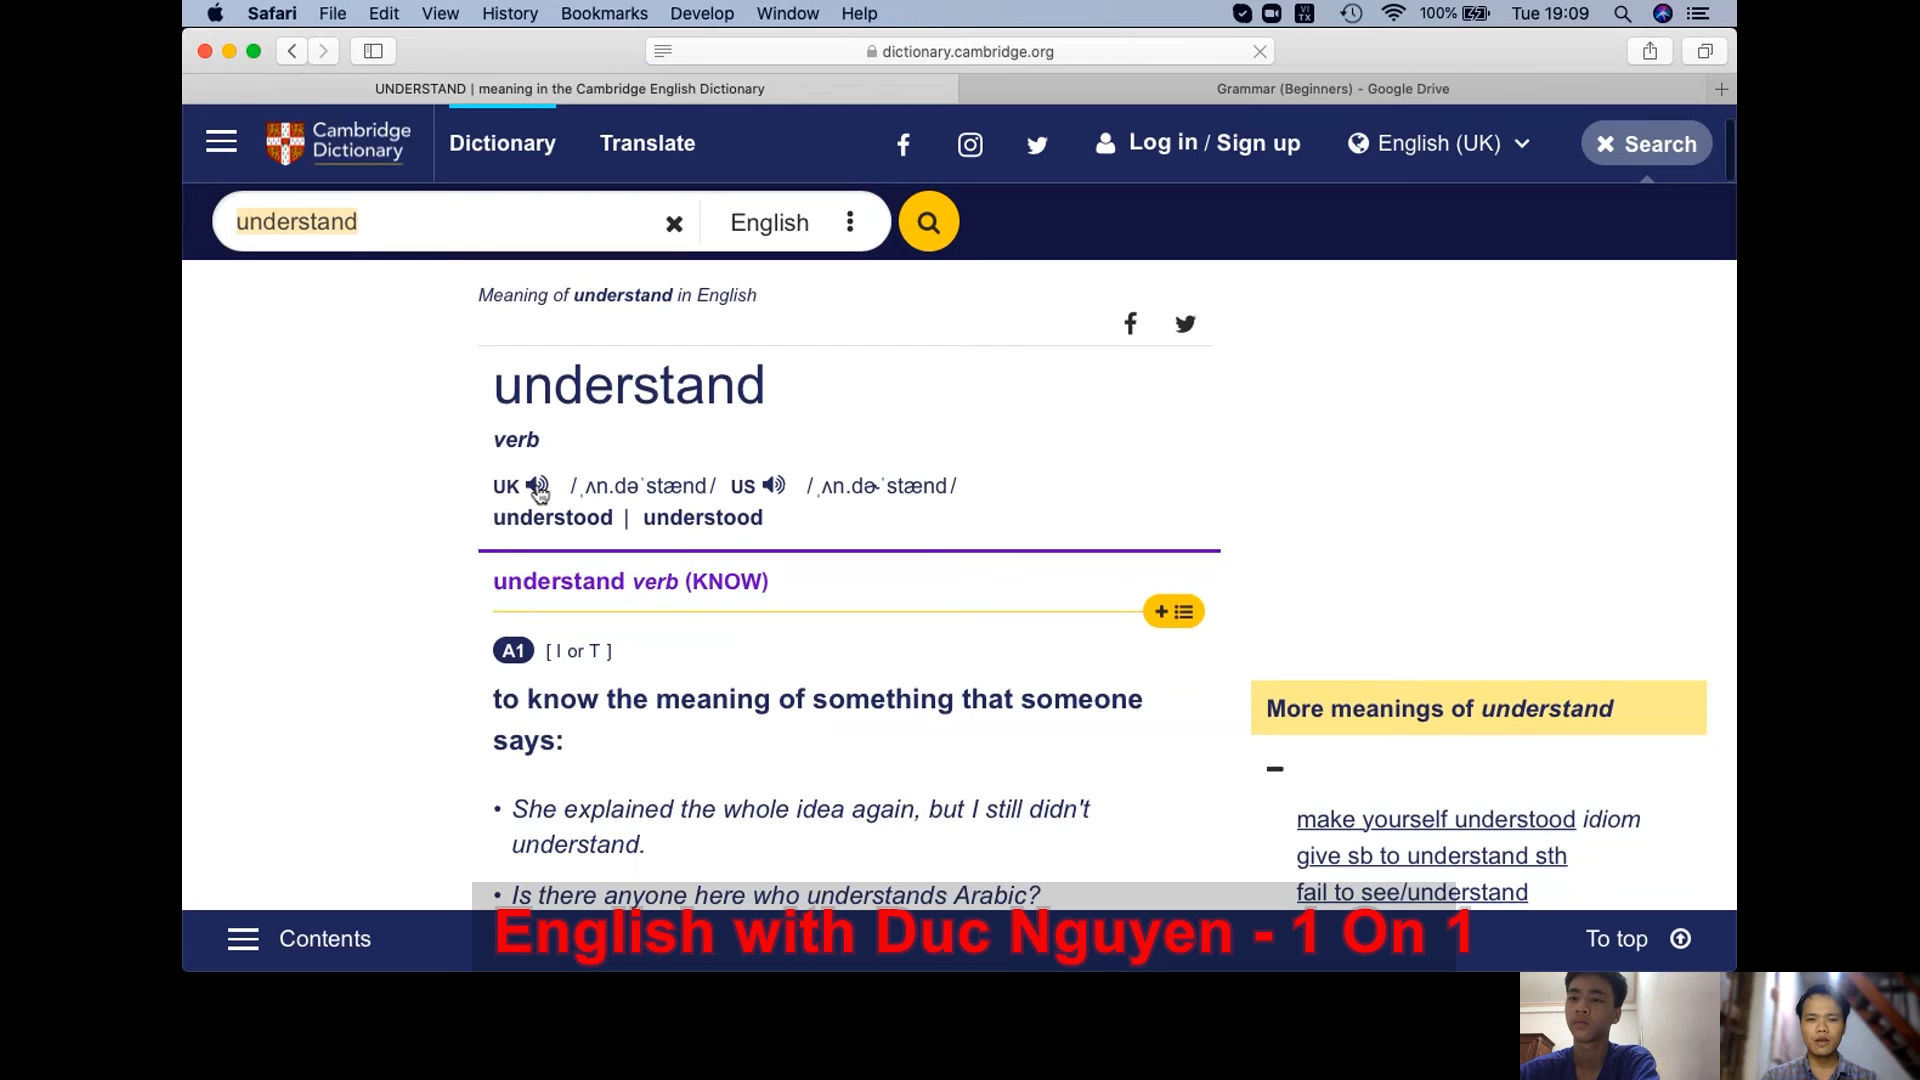 Safari File Edit View History Bookmarks Develop Window Help VI TX 100% Tue 19:09
dictionary.cambridge.org
UNDERSTAND | meaning in the Cambridge English Dictionary Grammar (Beginners) - Google Drive
Cambridge Dictionary Dictionary Translate Log in / Sign up English (UK) Search
understand English
Meaning of understand in English
understand
verb
UK /ˌʌn.dəˈstænd/ US /ˌʌn.dɚˈstænd/
understood | understood
understand verb (KNOW)
A1 [ I or T ]
to know the meaning of something that someone
says:
• She explained the whole idea again, but I still didn't
understand.
• Is there anyone here who understands Arabic?
More meanings of understand
make yourself understood idiom
give sb to understand sth
fail to see/understand
Contents To top
English with Duc Nguyen - 1 On 1